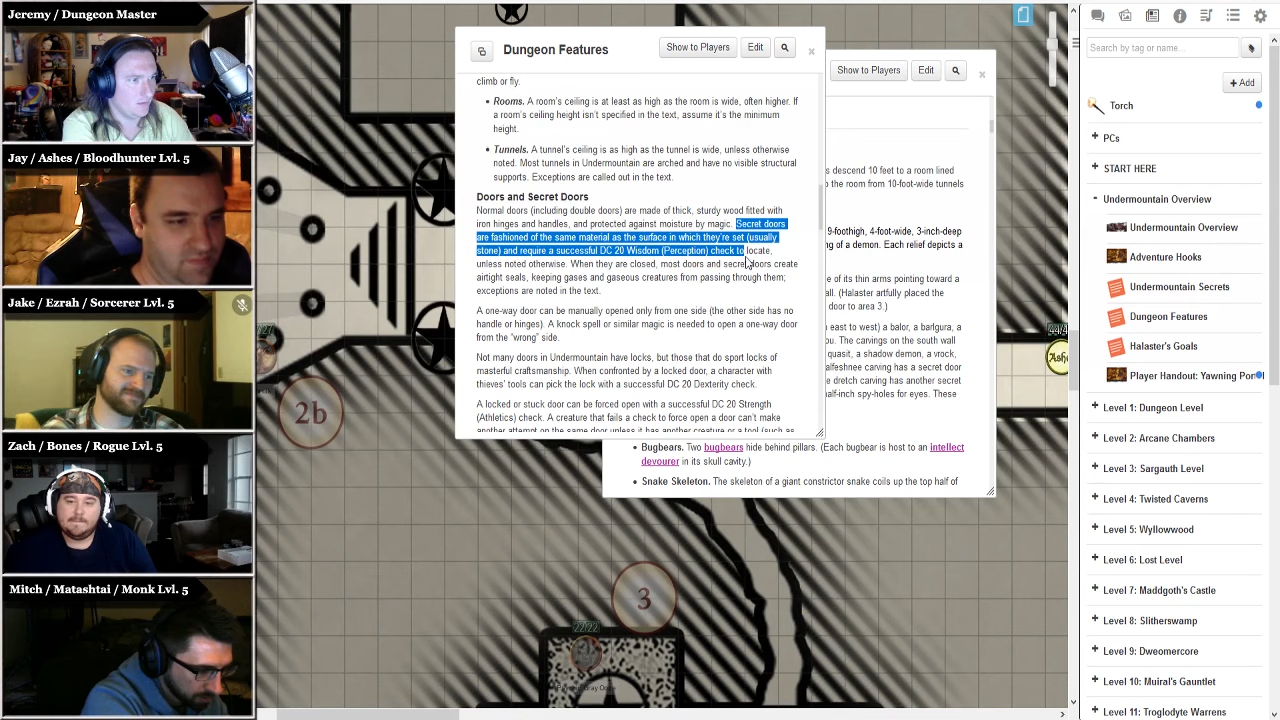 Jeremy / Dungeon Master
Jay / Ashes / Bloodhunter Lvl. 5
Jake / Ezrah / Sorcerer Lvl. 5
Zach / Bones / Rogue Lvl. 5
Mitch / Matashtai / Monk Lvl. 5
Dungeon Features
Show to Players
Edit
climb or fly.
• Rooms. A room's ceiling is at least as high as the room is wide, often higher. If
a room's ceiling height isn't specified in the text, assume it's the minimum
height.
• Tunnels. A tunnel's ceiling is as high as the tunnel is wide, unless otherwise
noted. Most tunnels in Undermountain are arched and have no visible structural
supports. Exceptions are called out in the text.
Doors and Secret Doors
Normal doors (including double doors) are made of thick, sturdy wood fitted with
iron hinges and handles, and protected against moisture by magic. Secret doors
are fashioned of the same material as the surface in which they're set (usually
stone) and require a successful DC 20 Wisdom (Perception) check to locate,
unless noted otherwise. When they are closed, most doors and secret doors create
airtight seals, keeping gases and gaseous creatures from passing through them;
exceptions are noted in the text.
A one-way door can be manually opened only from one side (the other side has no
handle or hinges). A knock spell or similar magic is needed to open a one-way door
from the "wrong" side.
Not many doors in Undermountain have locks, but those that do sport locks of
masterful craftsmanship. When confronted by a locked door, a character with
thieves' tools can pick the lock with a successful DC 20 Dexterity check.
A locked or stuck door can be forced open with a successful DC 20 Strength
(Athletics) check. A creature that fails a check to force open a door can't make
another attempt on the same door unless it has another creature or a tool (such as
Show to Players
Edit
s descend 10 feet to a room lined
o the room from 10-foot-wide tunnels
9-foothigh, 4-foot-wide, 3-inch-deep
ng of a demon. Each relief depicts a
e of its thin arms pointing toward a
all. (Halaster artfully placed the
door to area 3.)
east to west) a balor, a barlgura, a
ou. The carvings on the south wall
quasit, a shadow demon, a vrock,
alfeshnee carving has a secret door
e dretch carving has another secret
half-inch spy-holes for eyes. These
• Bugbears. Two bugbears hide behind pillars. (Each bugbear is host to an intellect
devourer in its skull cavity.)
• Snake Skeleton. The skeleton of a giant constrictor snake coils up the top half of
2b
3
22/22
Search by tag or name...
+ Add
Torch
+ PCs
+ START HERE
- Undermountain Overview
Undermountain Overview
Adventure Hooks
Undermountain Secrets
Dungeon Features
Halaster's Goals
Player Handout: Yawning Por
+ Level 1: Dungeon Level
+ Level 2: Arcana Chambers
+ Level 3: Sargauth Level
+ Level 4: Twisted Caverns
+ Level 5: Wyllowwood
+ Level 6: Lost Level
+ Level 7: Maddgoth's Castle
+ Level 8: Slitherswamp
+ Level 9: Dweomercore
+ Level 10: Muiral's Gauntlet
+ Level 11: Troglodyte Warrens